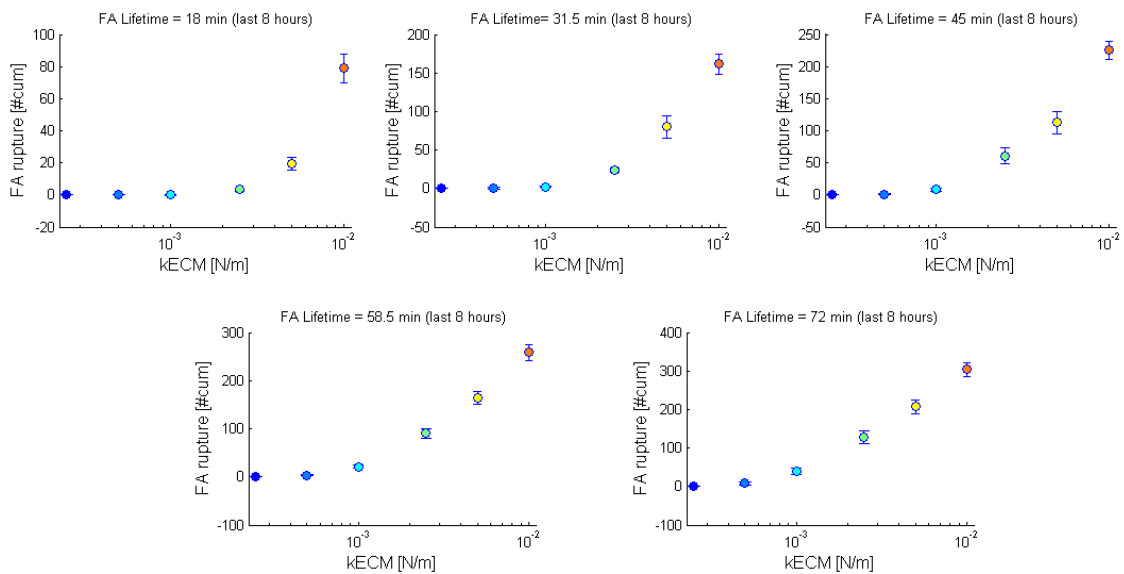 FA Lifetime = 18 min (last 8 hours)
100
80
60
40
20
0
-20
FA rupture [#cum]
10^-3
10^-2
kECM [N/m]
FA Lifetime= 31.5 min (last 8 hours)
200
150
100
50
0
-50
FA rupture [#cum]
10^-3
10^-2
kECM [N/m]
FA Lifetime = 45 min (last 8 hours)
250
200
150
100
50
0
-50
FA rupture [#cum]
10^-3
10^-2
kECM [N/m]
FA Lifetime = 58.5 min (last 8 hours)
300
200
100
0
-100
FA rupture [#cum]
10^-3
10^-2
kECM [N/m]
FA Lifetime = 72 min (last 8 hours)
400
300
200
100
0
-100
FA rupture [#cum]
10^-3
10^-2
kECM [N/m]